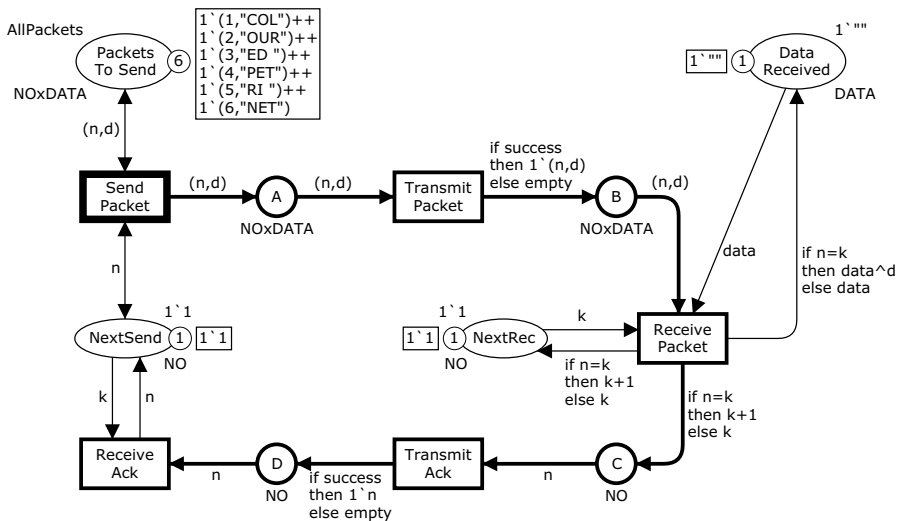 AllPackets
Packets
To Send
6
1`(1,"COL")++
1`(2,"OUR")++
1`(3,"ED ")++
1`(4,"PET")++
1`(5,"RI ")++
1`(6,"NET")
NOxDATA
1`""
1`""
1
Data
Received
DATA
(n,d)
Send
Packet
(n,d)
A
NOxDATA
(n,d)
Transmit
Packet
if success
then 1`(n,d)
else empty
B
NOxDATA
(n,d)
data
if n=k
then data^d
else data
n
1`1
NextSend
1
1`1
NO
1`1
1`1
1
NextRec
NO
k
if n=k
then k+1
else k
Receive
Packet
if n=k
then k+1
else k
k
n
Receive
Ack
n
D
NO
if success
then 1`n
else empty
Transmit
Ack
n
C
NO